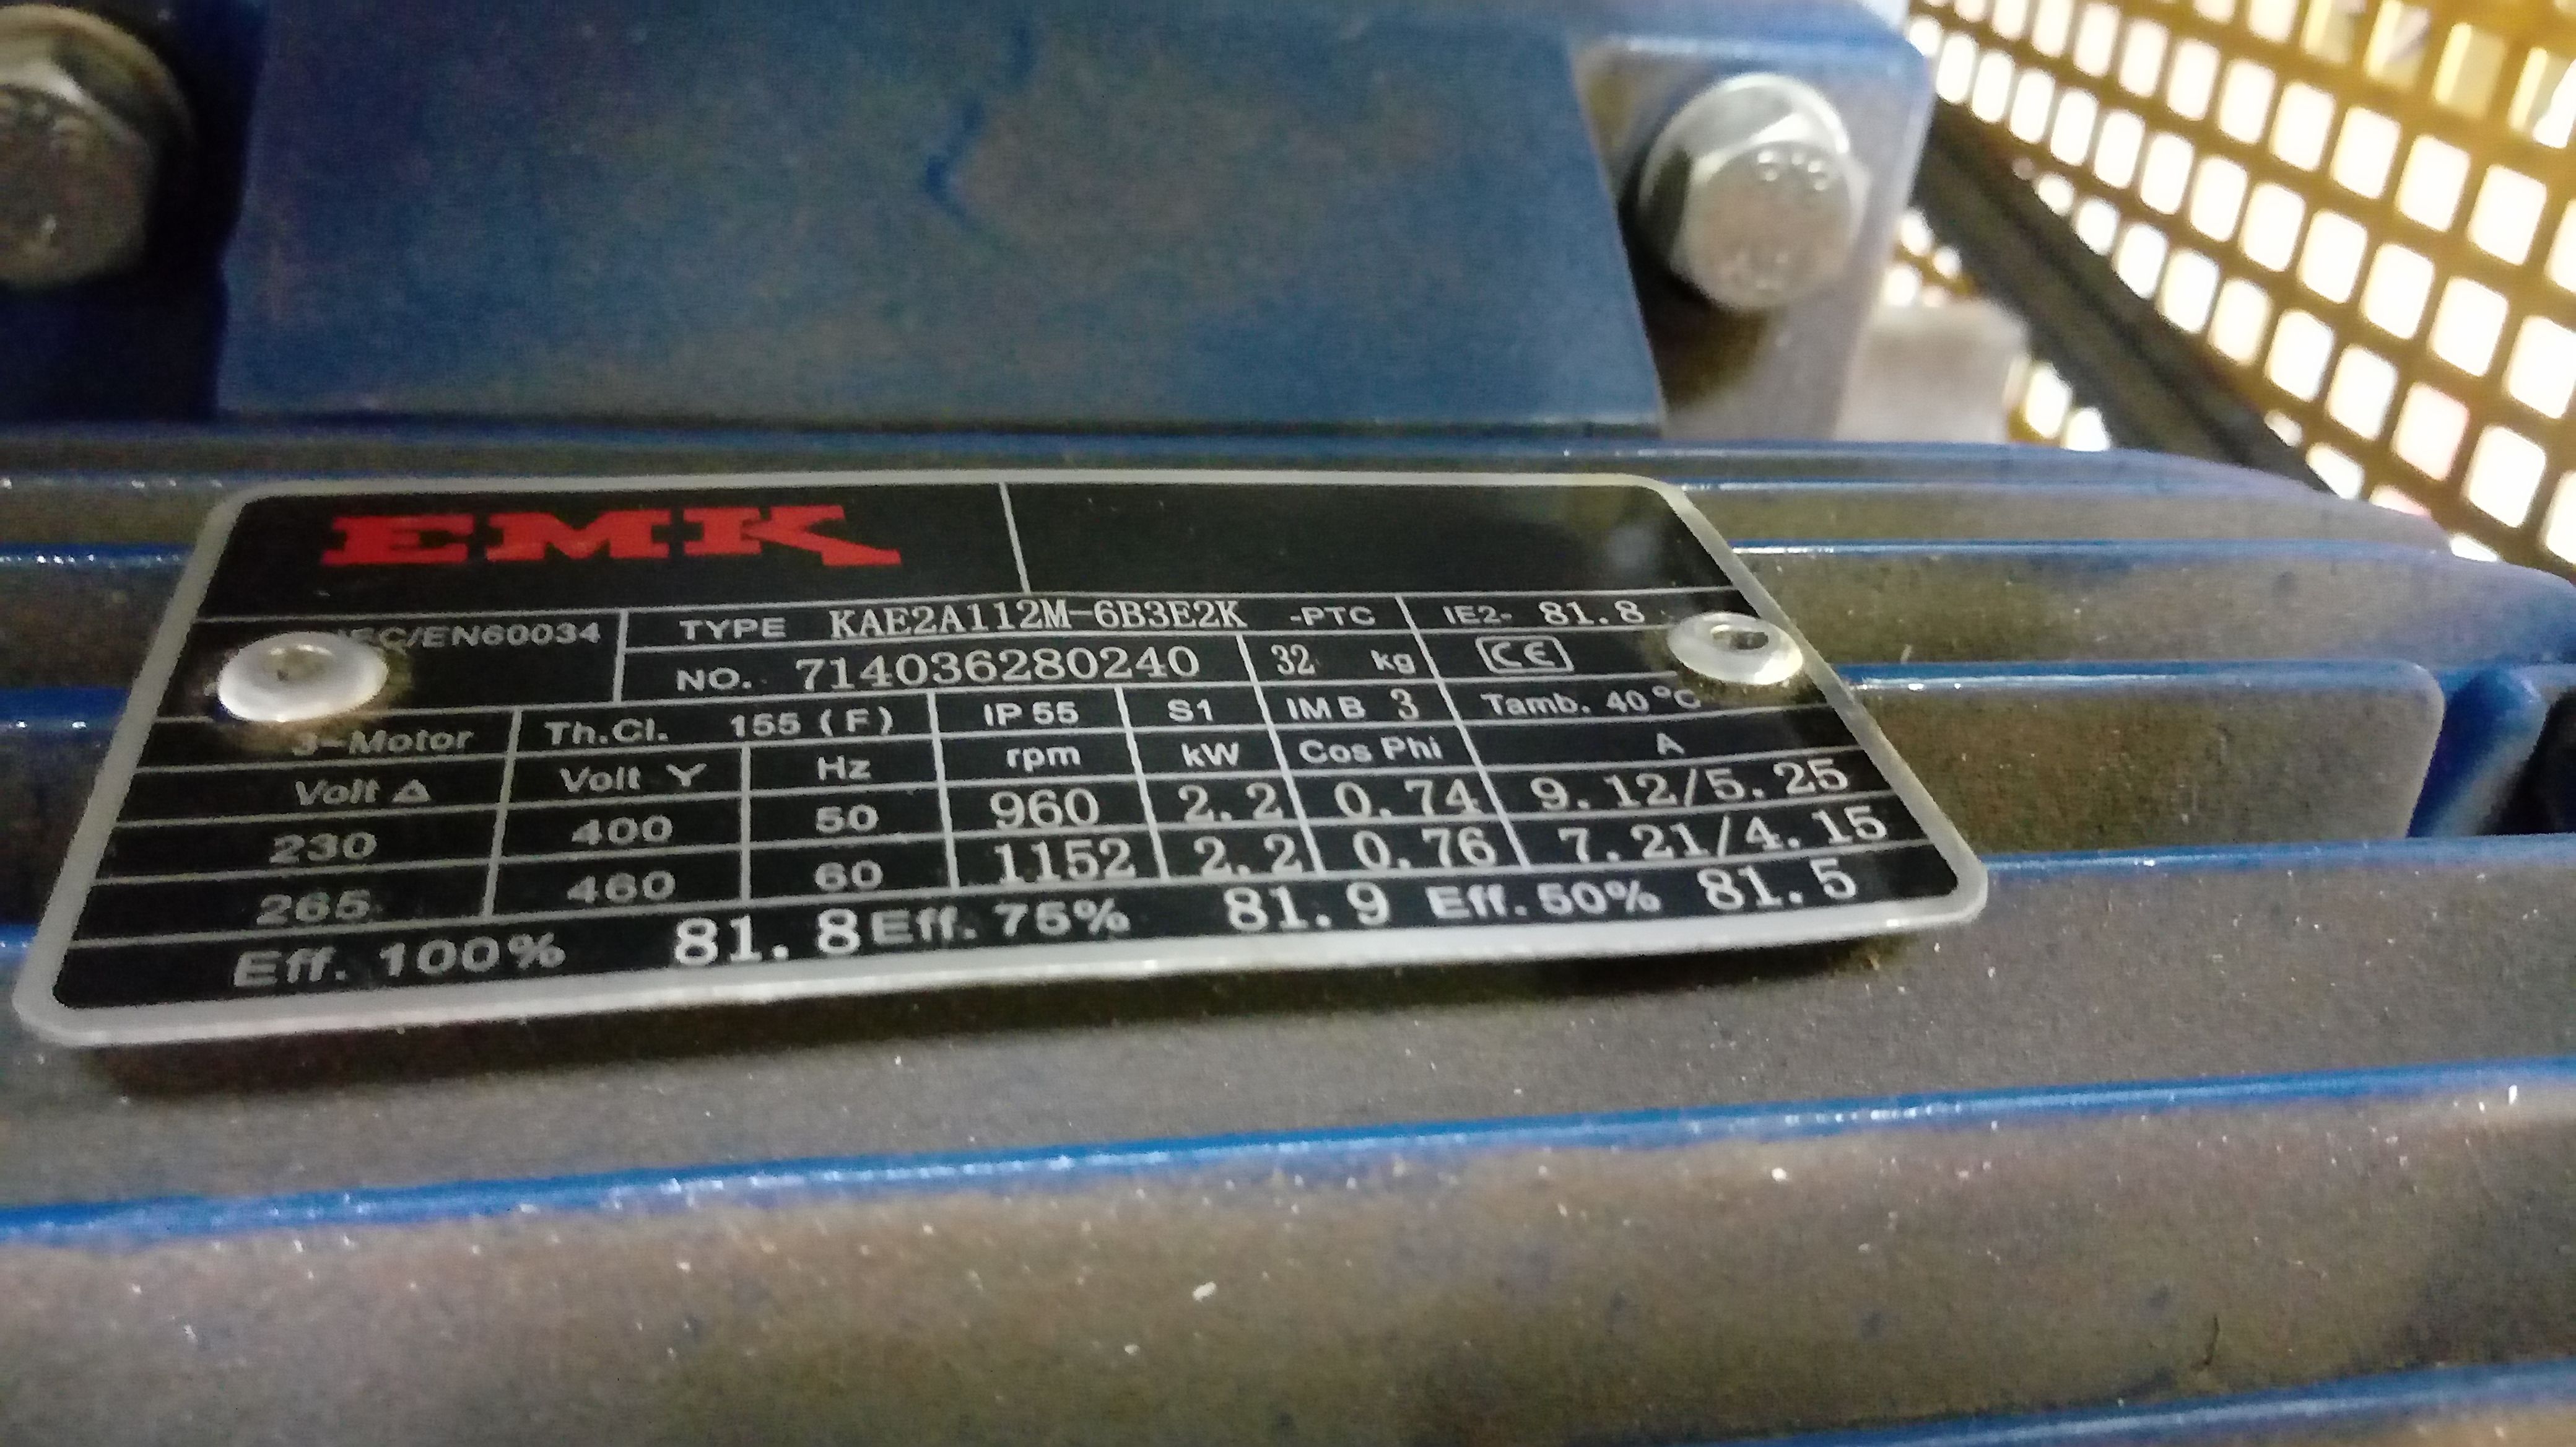 EMK
IEC/EN60034 TYPE KAE2A112M-6B3E2K -PTC IE2- 81.8
NO. 714036280240 32 kg CE
3~Motor Th.Cl. 155 (F) IP 55 S1 IM B 3 Tamb. 40 °C
Volt Δ Volt Y Hz rpm kW Cos Phi A
230 400 50 960 2.2 0.74 9.12/5.25
265 460 60 1152 2.2 0.76 7.21/4.15
Eff. 100% 81.8 Eff. 75% 81.9 Eff. 50% 81.5